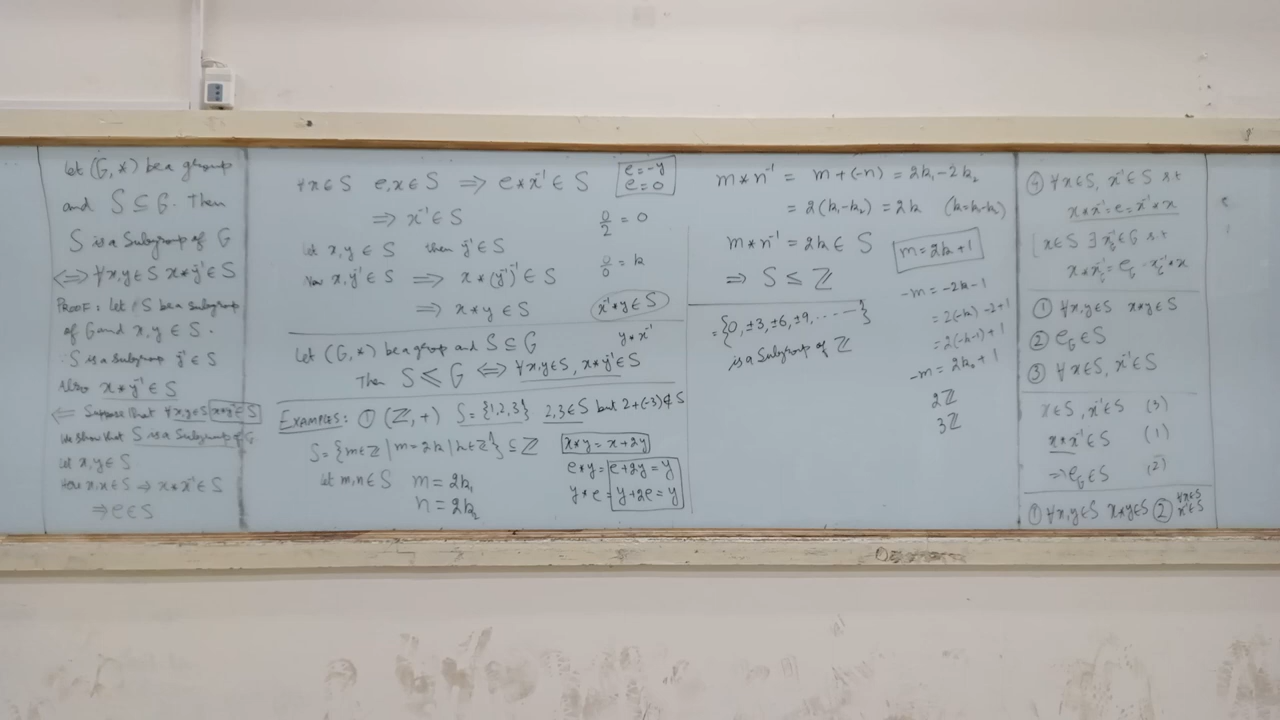 Let (G, *) be a group
and S ⊆ G. Then
S is a Subgroup of G
⟺ ∀x,y∈S x*y⁻¹∈S
PROOF: Let S be a subgroup
of G and x, y ∈ S.
∵ S is a subgroup y⁻¹∈S
Also x*y⁻¹∈S
⟸ Suppose that ∀x,y∈S x*y⁻¹∈S
We show that S is a Subgroup of G
Let x,y∈S
Here x,x∈S ⟹ x*x⁻¹∈S
⟹ e∈S
∀x∈S e,x∈S ⟹ e*x⁻¹∈S
⟹ x⁻¹∈S
Let x,y∈S then y⁻¹∈S
Now x,y⁻¹∈S ⟹ x*(y⁻¹)⁻¹∈S
⟹ x*y∈S
e=-y
e=0
0/2 = 0
0/0 = k
x⁻¹*y∈S
y*x⁻¹
Let (G,*) be a group and S⊆G
Then S≤G ⟺ ∀x,y∈S, x*y⁻¹∈S
EXAMPLES: ① (ℤ,+) S={1,2,3} 2,3∈S but 2+(-3)∉S
S={m∈ℤ|m=2k|k∈ℤ}⊆ℤ
Let m,n∈S m=2k₁
n=2k₂
x*y=x+2y
e*y=e+2y=y
y*e=y+2e=y
m*n⁻¹ = m+(-n) = 2k₁-2k₂
= 2(k₁-k₂) = 2k (k=k₁-k₂)
m*n⁻¹ = 2k ∈ S
⟹ S≤ℤ
={0,±3,±6,±9,.....}
is a Subgroup of ℤ
m=2k+1
-m=-2k-1
=2(-k)-2+1
=2(-k-1)+1
-m=2k₀+1
2ℤ
3ℤ
④ ∀x∈S, x⁻¹∈S s.t
x*x⁻¹=e=x⁻¹*x
① ∀x,y∈S x*y∈S
② e_G∈S
③ ∀x∈S, x⁻¹∈S
x∈S, x⁻¹∈S (3)
x*x⁻¹∈S (1)
⟹e_G∈S (2)
① ∀x,y∈S x*y∈S ② ∀x∈S
x⁻¹∈S